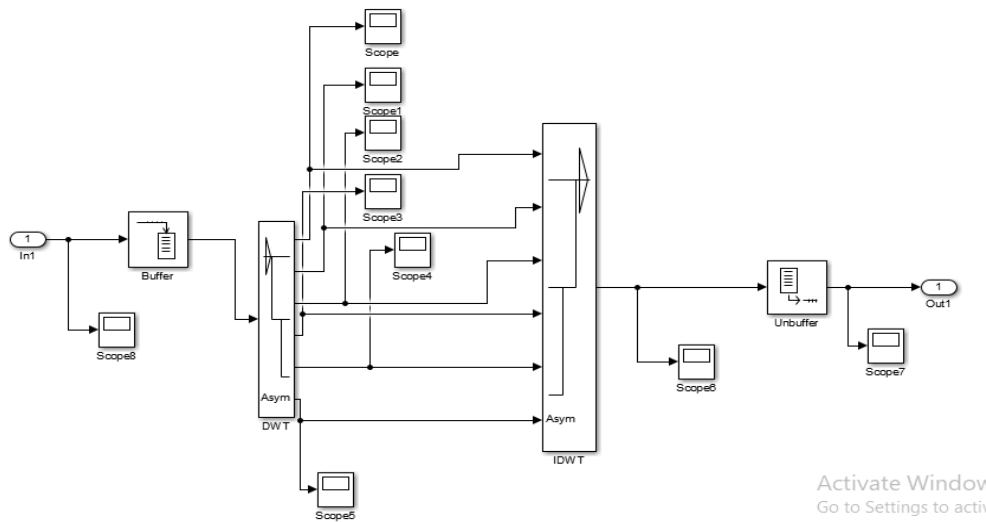 Scope
Scope1
Scope2
Scope3
1
In1
Buffer
Scope4
Scope8
Asym
DWT
Asym
IDWT
Unbuffer
1
Out1
Scope6
Scope7
Scope5
Activate Window
Go to Settings to activ